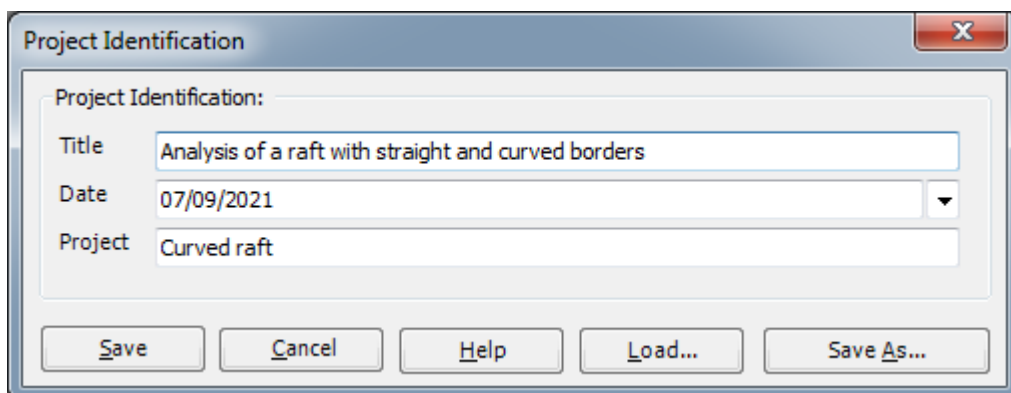 Project Identification
Project Identification:
Title Analysis of a raft with straight and curved borders
Date 07/09/2021
Project Curved raft
Save Cancel Help Load... Save As...